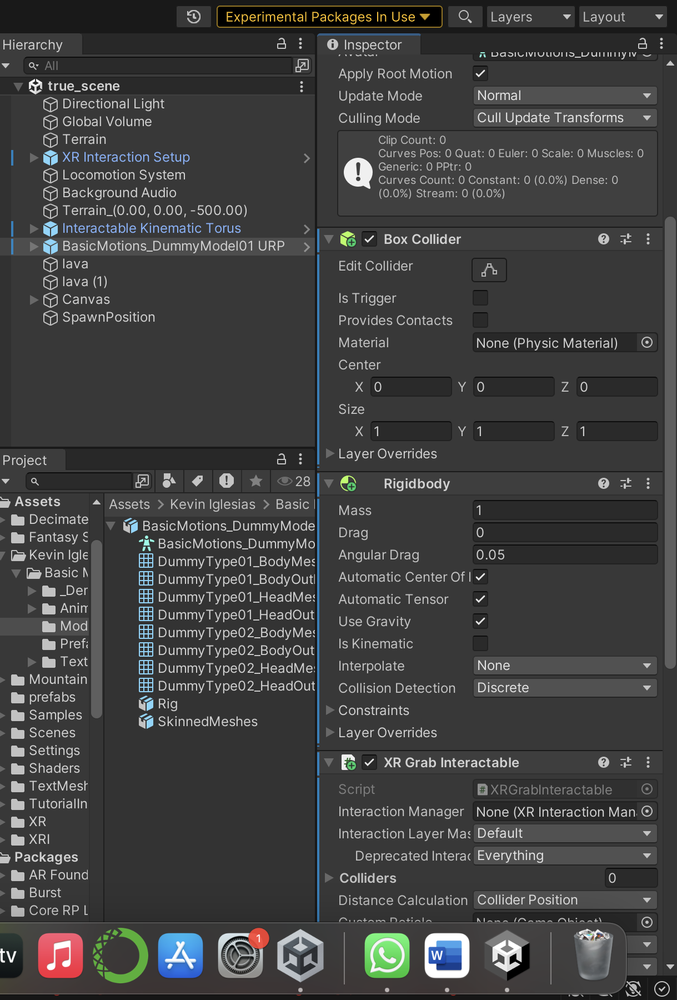 Experimental Packages In Use
Layers
Layout
Hierarchy
All
true_scene
Directional Light
Global Volume
Terrain
XR Interaction Setup
Locomotion System
Background Audio
Terrain_(0.00, 0.00, -500.00)
Interactable Kinematic Torus
BasicMotions_DummyModel01 URP
lava
lava (1)
Canvas
SpawnPosition
Project
28
Assets
Decimate
Fantasy S
Kevin Igle
Basic M
_Der
Anim
Mod
Prefa
Text
Mountain
prefabs
Samples
Scenes
Settings
Shaders
TextMesh
TutorialIn
XR
XRI
Packages
AR Found
Burst
Core RP L
Assets > Kevin Iglesias > Basic
BasicMotions_DummyMode
BasicMotions_DummyMo
DummyType01_BodyMes
DummyType01_BodyOutl
DummyType01_HeadMes
DummyType01_HeadOut
DummyType02_BodyMes
DummyType02_BodyOut
DummyType02_HeadMes
DummyType02_HeadOut
Rig
SkinnedMeshes
Inspector
Avatar BasicMotions_DummyM
Apply Root Motion
Update Mode Normal
Culling Mode Cull Update Transforms
Clip Count: 0
Curves Pos: 0 Quat: 0 Euler: 0 Scale: 0 Muscles: 0
Generic: 0 PPtr: 0
Curves Count: 0 Constant: 0 (0.0%) Dense: 0
(0.0%) Stream: 0 (0.0%)
Box Collider
Edit Collider
Is Trigger
Provides Contacts
Material None (Physic Material)
Center
X 0 Y 0 Z 0
Size
X 1 Y 1 Z 1
Layer Overrides
Rigidbody
Mass 1
Drag 0
Angular Drag 0.05
Automatic Center Of
Automatic Tensor
Use Gravity
Is Kinematic
Interpolate None
Collision Detection Discrete
Constraints
Layer Overrides
XR Grab Interactable
Script XRGrabInteractable
Interaction Manager None (XR Interaction Man
Interaction Layer Mas Default
Deprecated Interac Everything
Colliders 0
Distance Calculation Collider Position
Custom Reticle None (Game Object)
tv
1
W